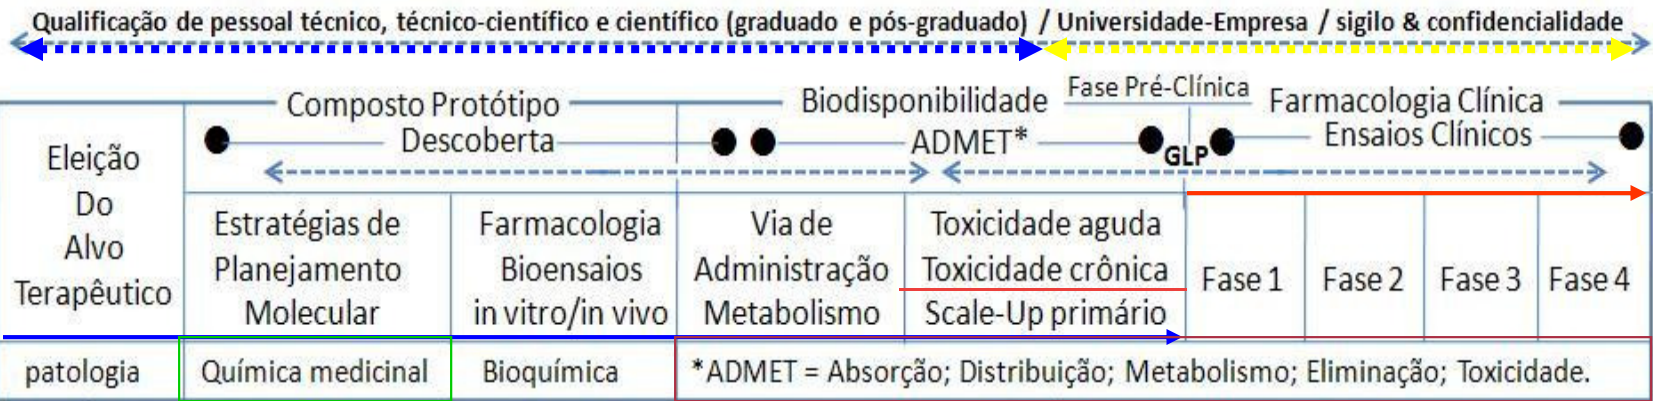 Qualificação de pessoal técnico, técnico-científico e científico (graduado e pós-graduado) / Universidade-Empresa / sigilo & confidencialidade
Composto Protótipo
Descoberta
Biodisponibilidade
ADMET*
Fase Pré-Clínica
GLP
Farmacologia Clínica
Ensaios Clínicos
Eleição
Do
Alvo
Terapêutico
Estratégias de
Planejamento
Molecular
Farmacologia
Bioensaios
in vitro/in vivo
Via de
Administração
Metabolismo
Toxicidade aguda
Toxicidade crônica
Scale-Up primário
Fase 1
Fase 2
Fase 3
Fase 4
patologia
Química medicinal
Bioquímica
*ADMET = Absorção; Distribuição; Metabolismo; Eliminação; Toxicidade.